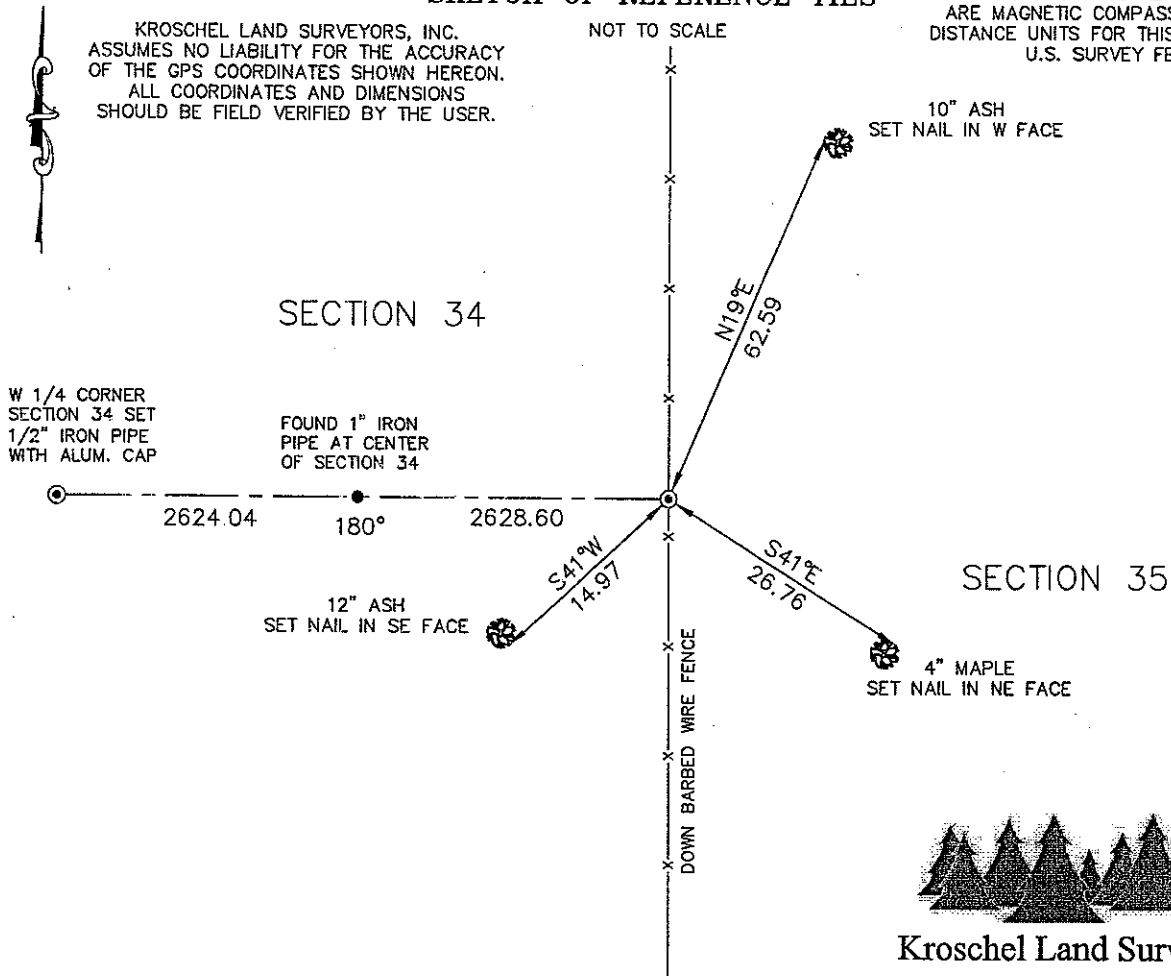 SKETCH OF REFERENCE TIES
NOT TO SCALE
KROSCHEL LAND SURVEYORS, INC.
ASSUMES NO LIABILITY FOR THE ACCURACY
OF THE GPS COORDINATES SHOWN HEREON.
ALL COORDINATES AND DIMENSIONS
SHOULD BE FIELD VERIFIED BY THE USER.
ARE MAGNETIC COMPASS
DISTANCE UNITS FOR THIS
U.S. SURVEY
10" ASH
SET NAIL IN W FACE
N19°E
62.59
SECTION 34
W 1/4 CORNER
SECTION 34 SET
1/2" IRON PIPE
WITH ALUM. CAP
FOUND 1" IRON
PIPE AT CENTER
OF SECTION 34
2624.04
180°
2628.60
S41°W
14.97
S41°E
26.76
SECTION 35
12" ASH
SET NAIL IN SE FACE
4" MAPLE
SET NAIL IN NE FACE
DOWN BARBED WIRE FENCE
Kroschel Land